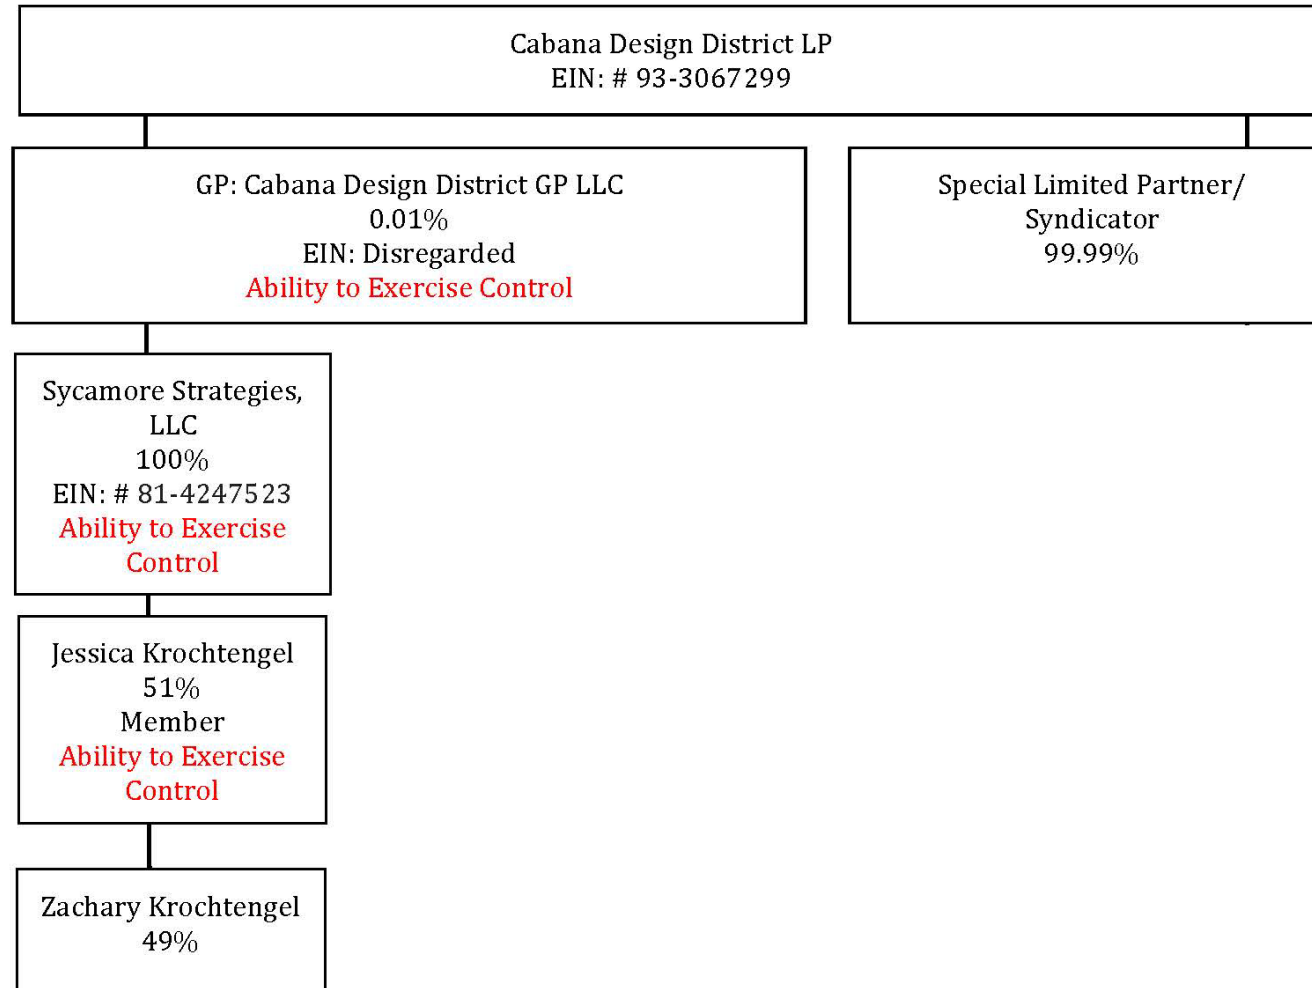 Cabana Design District LP
EIN: # 93-3067299
GP: Cabana Design District GP LLC
0.01%
EIN: Disregarded
Ability to Exercise Control
Special Limited Partner/
Syndicator
99.99%
Sycamore Strategies,
LLC
100%
EIN: # 81-4247523
Ability to Exercise
Control
Jessica Krochtengel
51%
Member
Ability to Exercise
Control
Zachary Krochtengel
49%